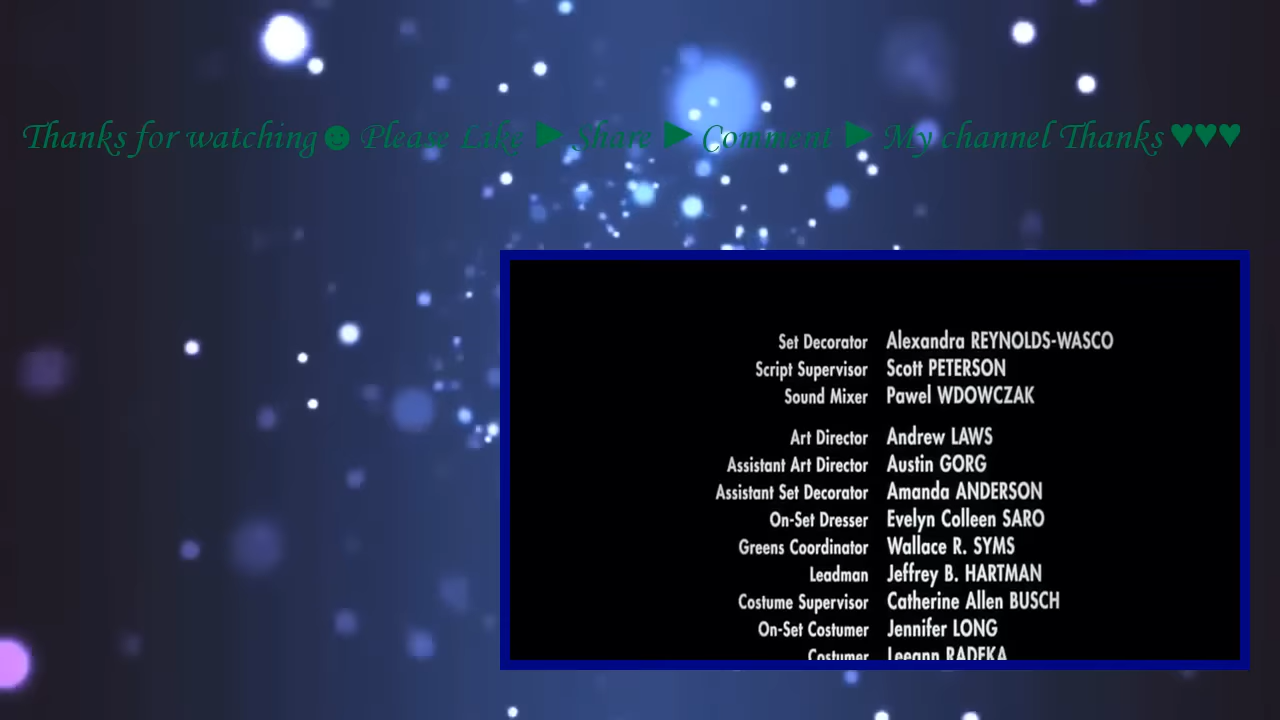 Thanks for watching☻Please Like ► Share ► Comment ► My channel Thanks♥♥♥
Set Decorator Alexandra REYNOLDS-WASCO
Script Supervisor Scott PETERSON
Sound Mixer Pawel WDOWCZAK
Art Director Andrew LAWS
Assistant Art Director Austin GORG
Assistant Set Decorator Amanda ANDERSON
On-Set Dresser Evelyn Colleen SARO
Greens Coordinator Wallace R. SYMS
Leadman Jeffrey B. HARTMAN
Costume Supervisor Catherine Allen BUSCH
On-Set Costumer Jennifer LONG
Costumer Leeann RADEKA